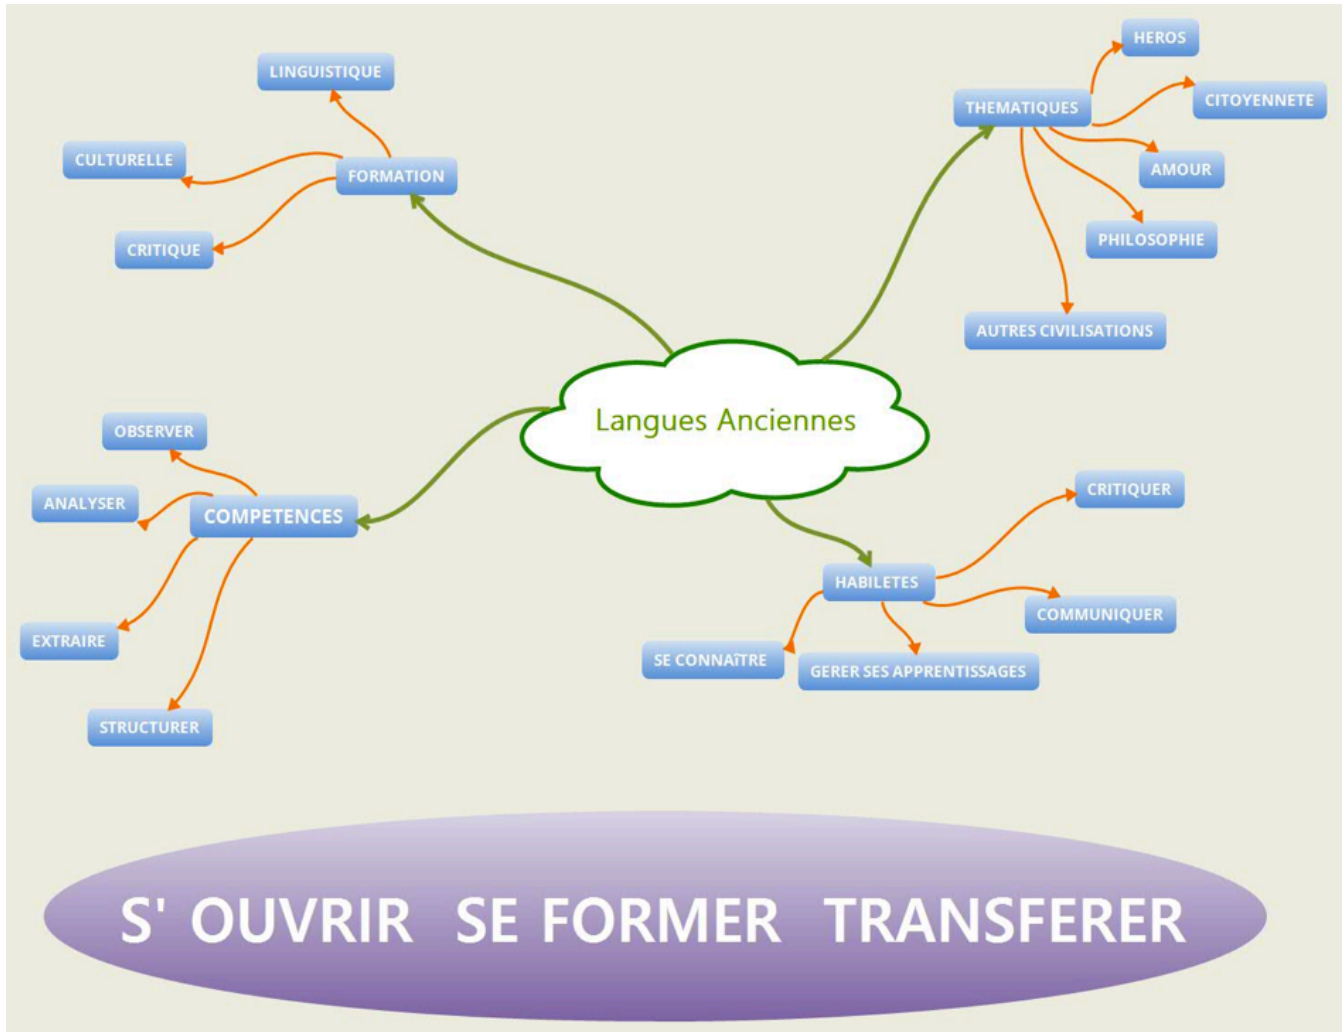 LINGUISTIQUE
CULTURELLE
FORMATION
CRITIQUE
HEROS
THEMATIQUES
CITOYENNETE
AMOUR
PHILOSOPHIE
AUTRES CIVILISATIONS
Langues Anciennes
OBSERVER
ANALYSER
COMPETENCES
EXTRAIRE
STRUCTURER
CRITIQUER
HABILETES
COMMUNIQUER
SE CONNAîTRE
GERER SES APPRENTISSAGES
S' OUVRIR SE FORMER TRANSFERER